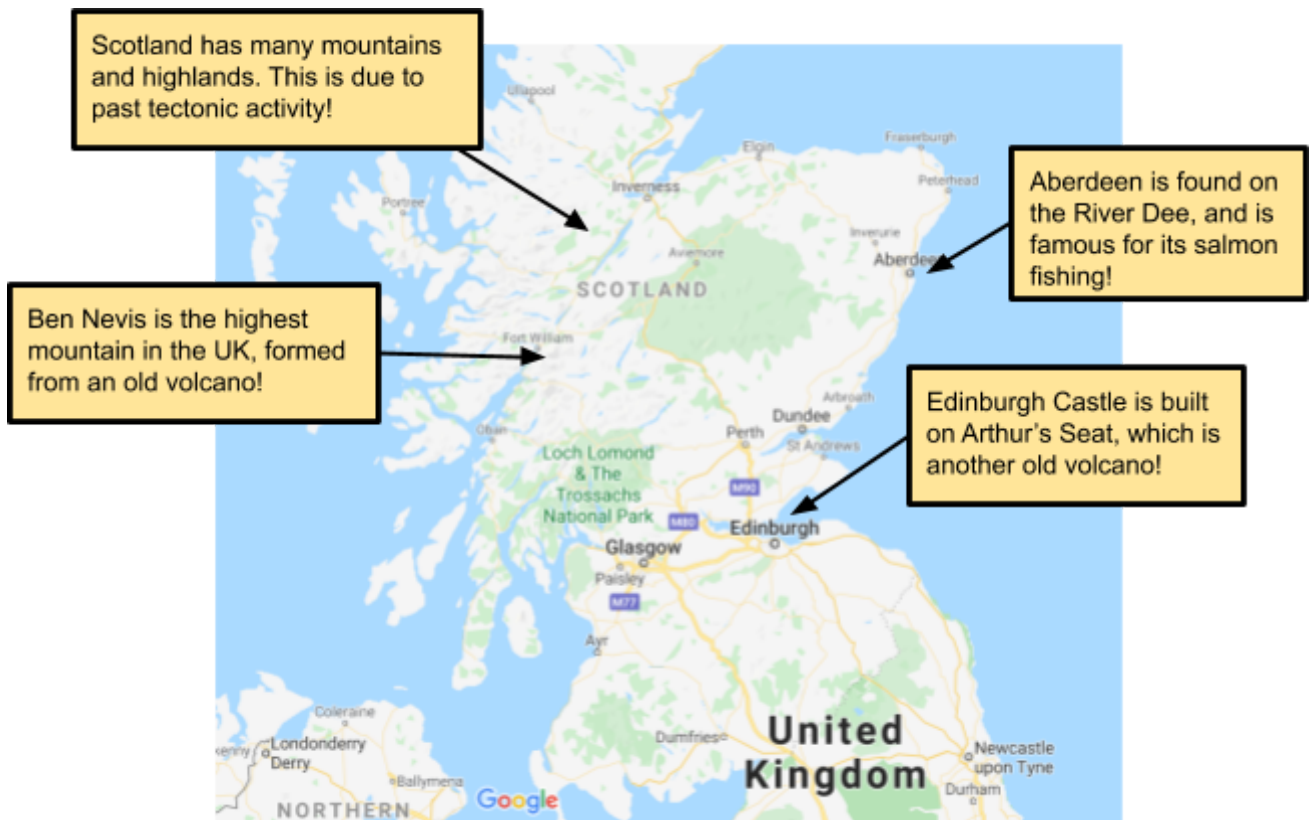 Scotland has many mountains
and highlands. This is due to
past tectonic activity!
Ullapool
Fraserburgh
Elgin
Peterhead
Inverness
Portree
Aberdeen is found on
the River Dee, and is
famous for its salmon
fishing!
Inverurie
Aviemore
Aberdeen
SCOTLAND
Ben Nevis is the highest
mountain in the UK, formed
from an old volcano!
Fort William
Edinburgh Castle is built
on Arthur's Seat, which is
another old volcano!
Arbroath
Dundee
Oban
Perth
St Andrews
Loch Lomond
& The
Trossachs
National Park
M90
M80
Edinburgh
Glasgow
Paisley
M77
Ayr
Coleraine
Londonderry
Derry
Ballymena
NORTHERN
Dumfries
United
Kingdom
Newcastle
upon Tyne
Durham
Google